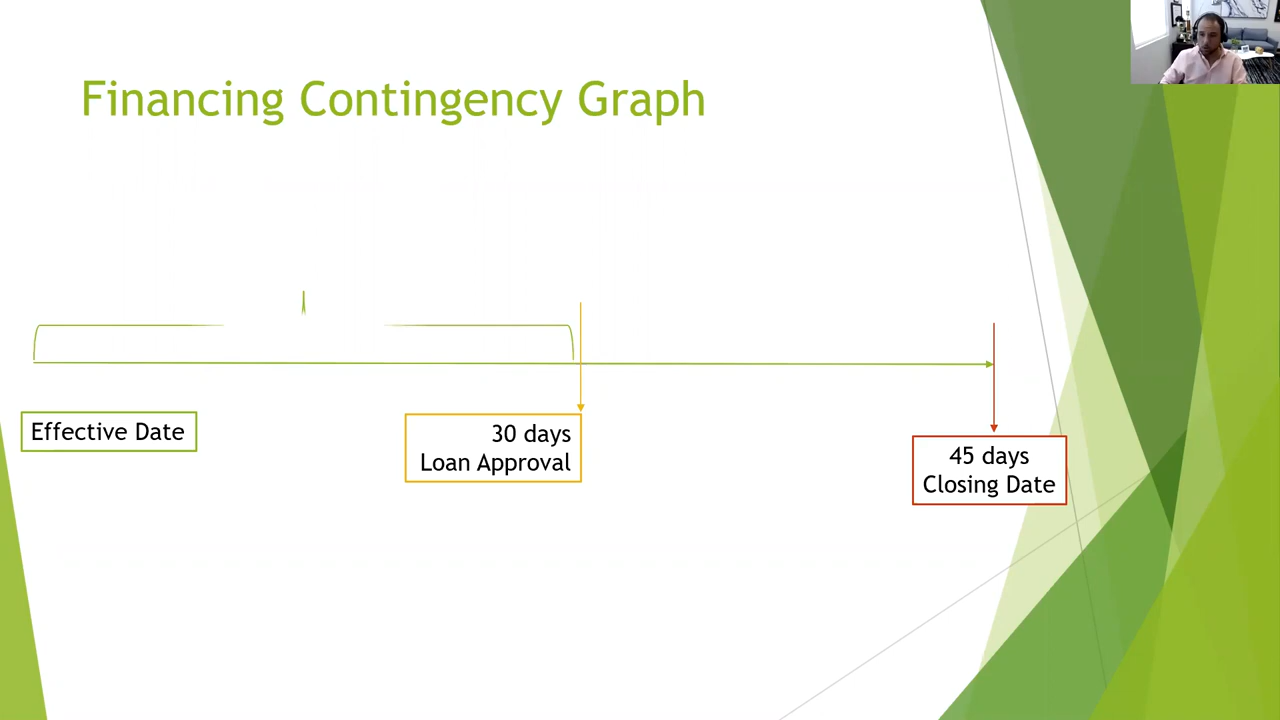 Financing Contingency Graph
Effective Date
30 days
Loan Approval
45 days
Closing Date